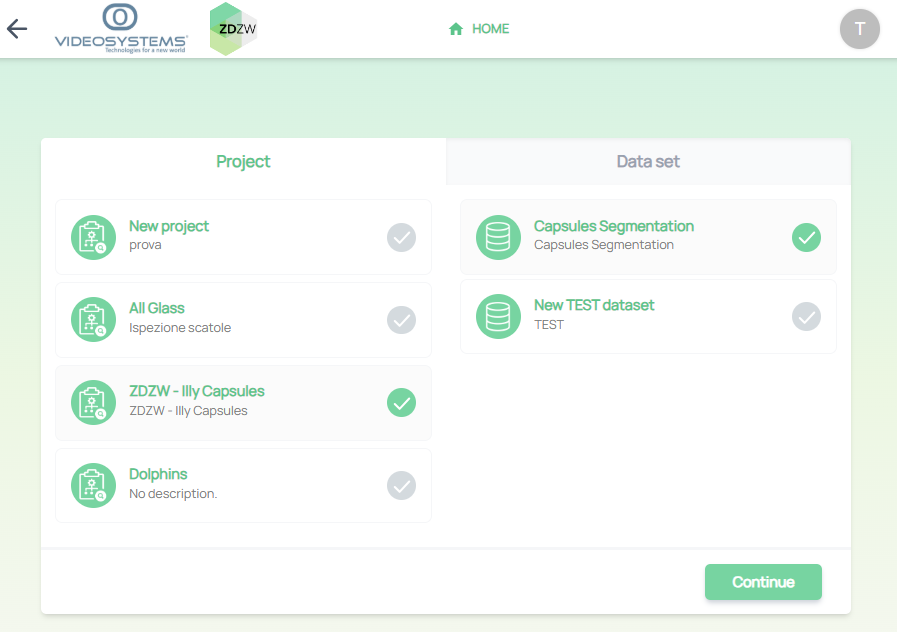 VIDEOSYSTEMS
Technologies for a new world
ZDZW
HOME
T
Project
New project
prova
All Glass
Ispezione scatole
ZDZW - Illy Capsules
ZDZW - Illy Capsules
Dolphins
No description.
Data set
Capsules Segmentation
Capsules Segmentation
New TEST dataset
TEST
Continue